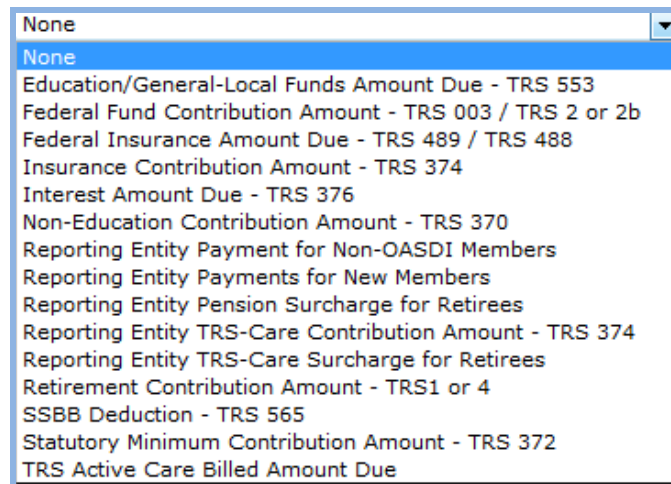 None
None
Education/General-Local Funds Amount Due - TRS 553
Federal Fund Contribution Amount - TRS 003 / TRS 2 or 2b
Federal Insurance Amount Due - TRS 489 / TRS 488
Insurance Contribution Amount - TRS 374
Interest Amount Due - TRS 376
Non-Education Contribution Amount - TRS 370
Reporting Entity Payment for Non-OASDI Members
Reporting Entity Payments for New Members
Reporting Entity Pension Surcharge for Retirees
Reporting Entity TRS-Care Contribution Amount - TRS 374
Reporting Entity TRS-Care Surcharge for Retirees
Retirement Contribution Amount - TRS1 or 4
SSBB Deduction - TRS 565
Statutory Minimum Contribution Amount - TRS 372
TRS Active Care Billed Amount Due